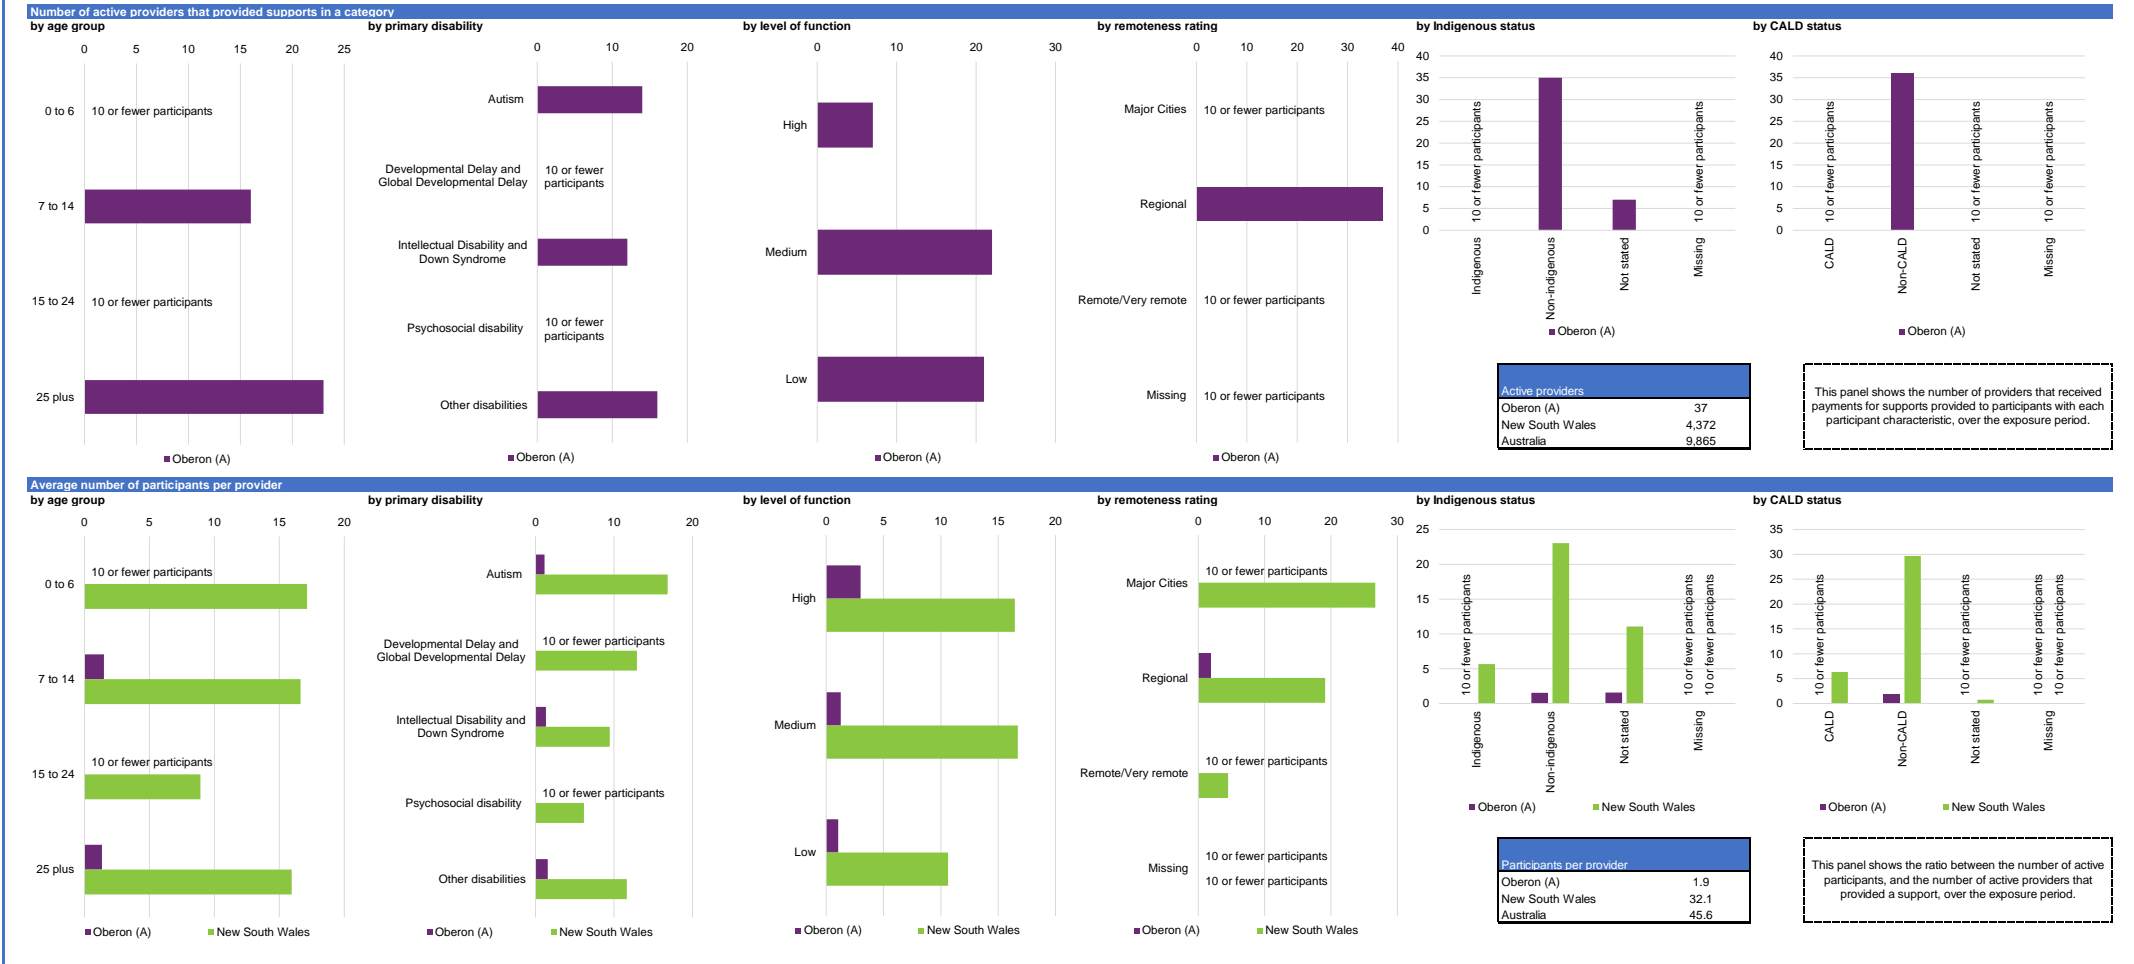 Number of active providers that provided supports in a category
by age group
0 5 10 15 20 25
0 to 6
10 or fewer participants
7 to 14
15 to 24
10 or fewer participants
25 plus
Oberon (A)
by primary disability
0 10 20
Autism
Developmental Delay and
Global Developmental Delay
10 or fewer
participants
Intellectual Disability and
Down Syndrome
Psychosocial disability
10 or fewer
participants
Other disabilities
Oberon (A)
by level of function
0 10 20 30
High
Medium
Low
Oberon (A)
by remoteness rating
0 10 20 30 40
Major Cities
10 or fewer participants
Regional
Remote/Very remote
10 or fewer participants
Missing
10 or fewer participants
Oberon (A)
by Indigenous status
40
35
30
25
20
15
10
5
0
10 or fewer participants
10 or fewer participants
Indigenous
Non-indigenous
Not stated
Missing
Oberon (A)
by CALD status
40
35
30
25
20
15
10
5
0
10 or fewer participants
10 or fewer participants
10 or fewer participants
CALD
Non-CALD
Not stated
Missing
Oberon (A)
Active providers
Oberon (A) 37
New South Wales 4,372
Australia 9,865
This panel shows the number of providers that received
payments for supports provided to participants with each
participant characteristic, over the exposure period.
Average number of participants per provider
by age group
0 5 10 15 20
0 to 6
10 or fewer participants
7 to 14
15 to 24
10 or fewer participants
25 plus
Oberon (A) New South Wales
by primary disability
0 10 20
Autism
Developmental Delay and
Global Developmental Delay
10 or fewer participants
Intellectual Disability and
Down Syndrome
Psychosocial disability
10 or fewer participants
Other disabilities
Oberon (A) New South Wales
by level of function
0 5 10 15 20
High
Medium
Low
Oberon (A) New South Wales
by remoteness rating
0 10 20 30
Major Cities
10 or fewer participants
Regional
Remote/Very remote
10 or fewer participants
Missing
10 or fewer participants
10 or fewer participants
Oberon (A) New South Wales
by Indigenous status
25
20
15
10
5
0
10 or fewer participants
10 or fewer participants
10 or fewer participants
Indigenous
Non-indigenous
Not stated
Missing
Oberon (A) New South Wales
by CALD status
35
30
25
20
15
10
5
0
10 or fewer participants
10 or fewer participants
10 or fewer participants
10 or fewer participants
CALD
Non-CALD
Not stated
Missing
Oberon (A) New South Wales
Participants per provider
Oberon (A) 1.9
New South Wales 32.1
Australia 45.6
This panel shows the ratio between the number of active
participants, and the number of active providers that
provided a support, over the exposure period.